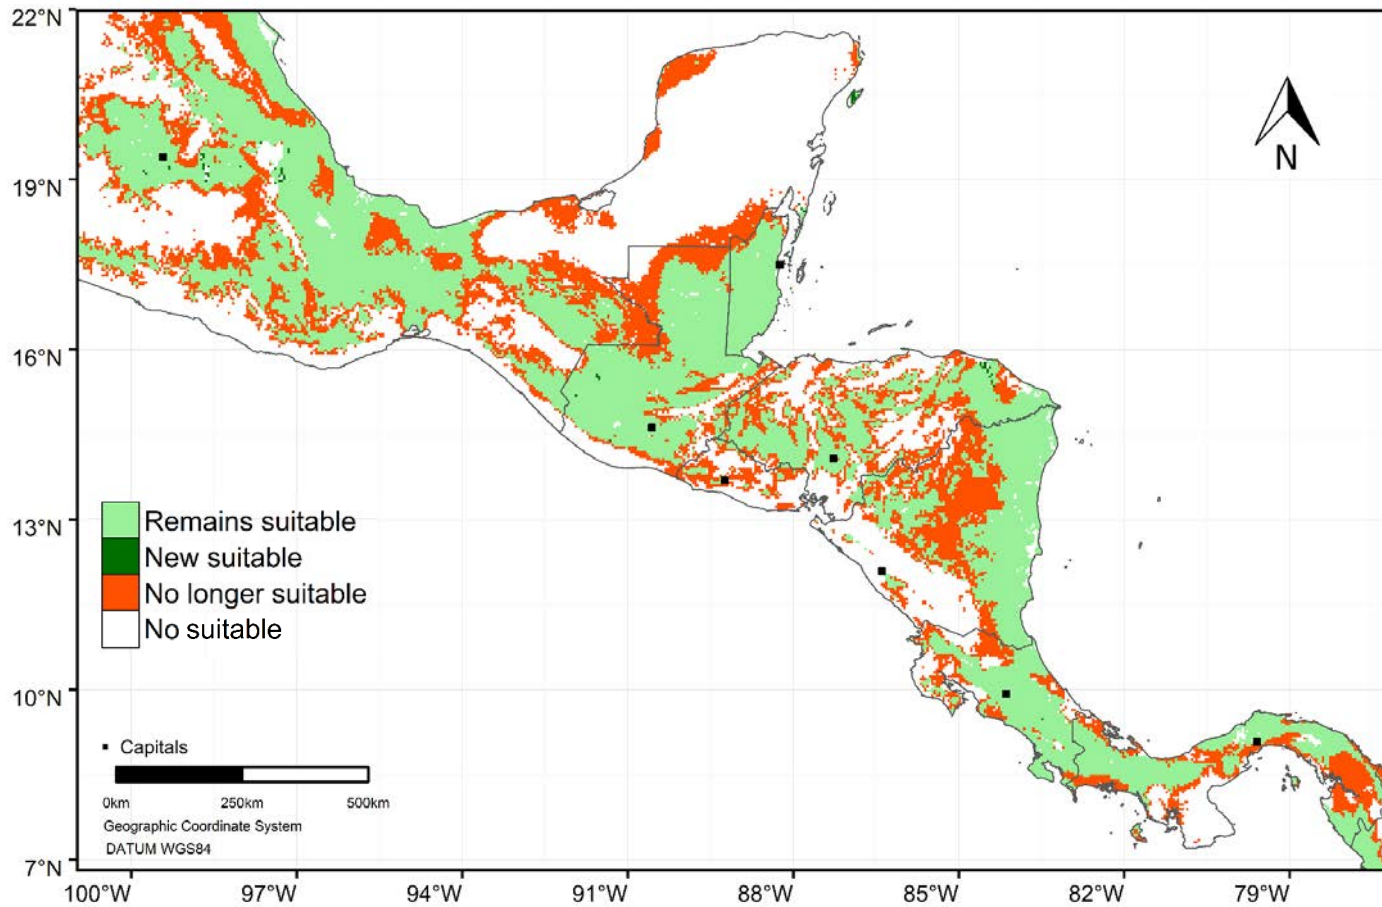 22°N
19°N
16°N
13°N
10°N
7°N
N
Remains suitable
New suitable
No longer suitable
No suitable
Capitals
0km 250km 500km
Geographic Coordinate System
DATUM WGS84
100°W 97°W 94°W 91°W 88°W 85°W 82°W 79°W